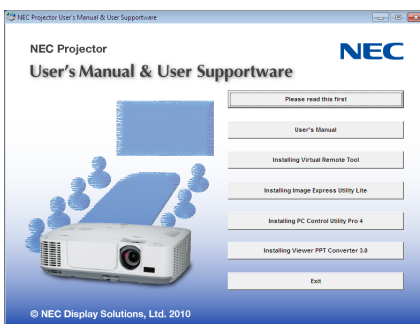 NEC Projector User's Manual & User Supportware
NEC Projector
NEC
User's Manual & User Supportware
Please read this first
User's Manual
Installing Virtual Remote Tool
Installing Image Express Utility Lite
Installing PC Control Utility Pro 4
Installing Viewer PPT Converter 3.0
Exit
© NEC Display Solutions, Ltd. 2010